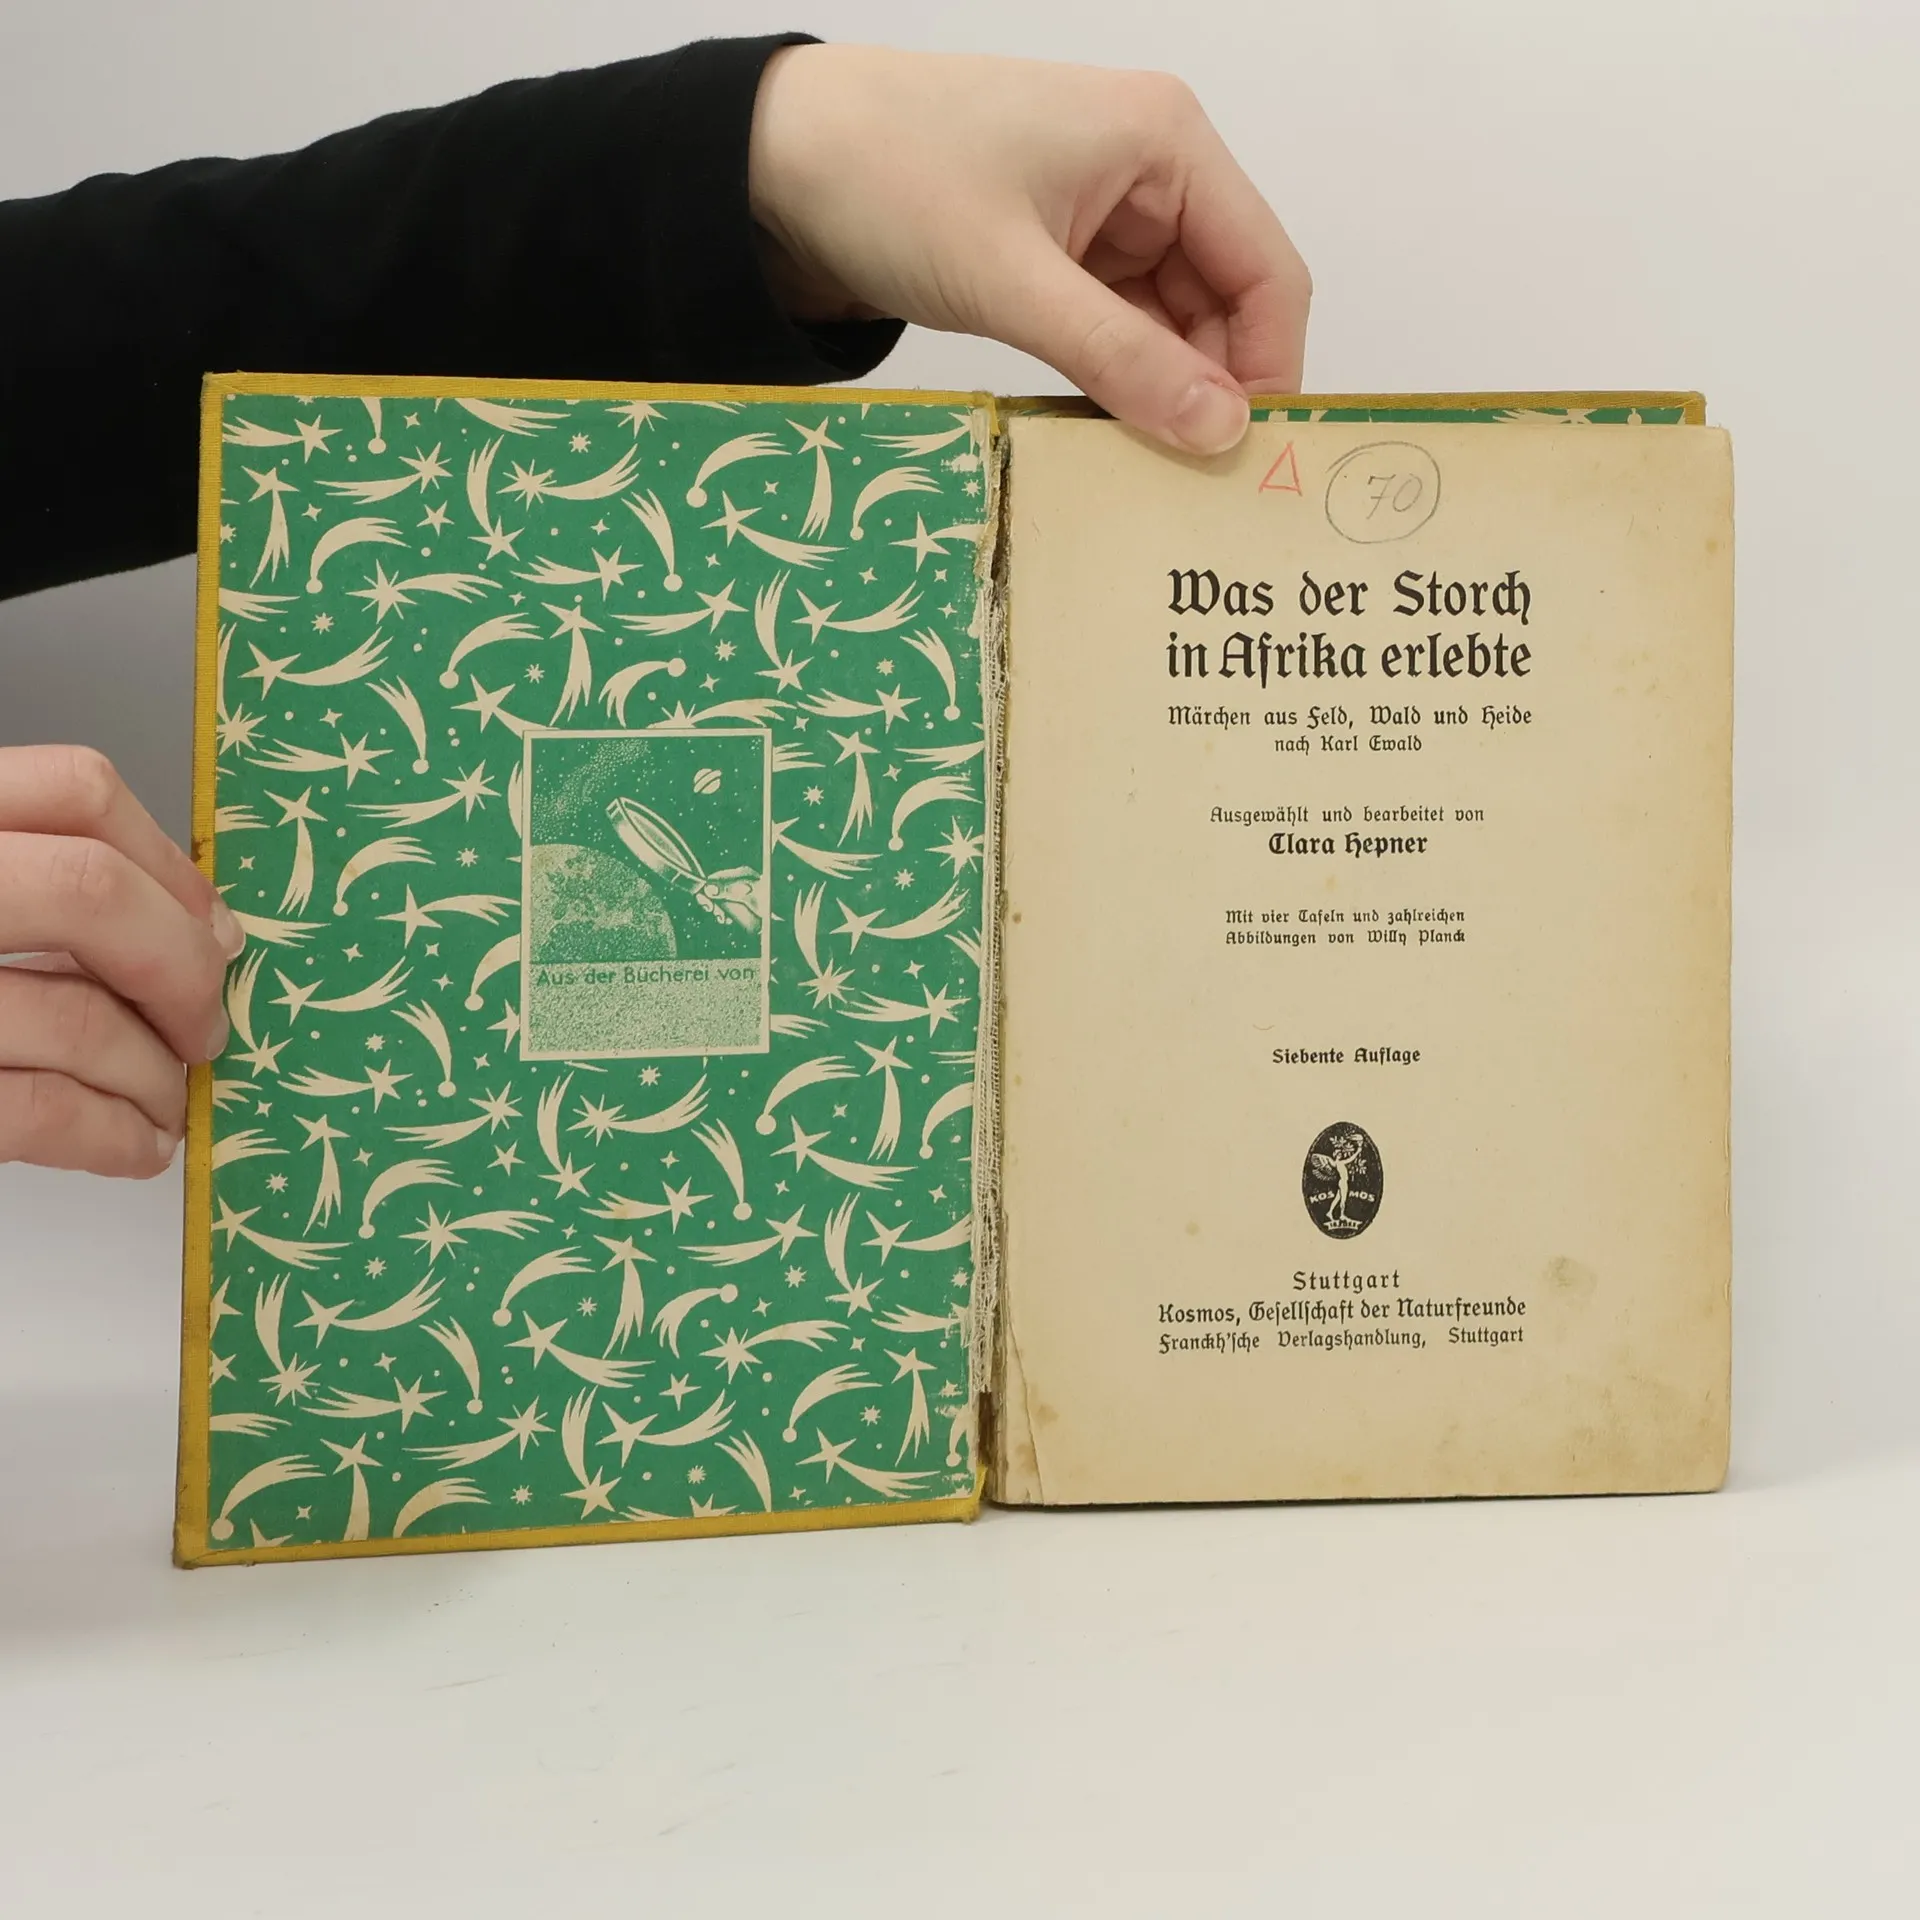 Aus der Bücherei von
Δ 70
Was der Storch
in Afrika erlebte
Märchen aus Feld, Wald und Heide
nach Karl Ewald
Ausgewählt und bearbeitet von
Clara Hepner
Mit vier Tafeln und zahlreichen
Abbildungen von Willy Planck
Siebente Auflage
KOSMOS
Stuttgart
Kosmos, Gesellschaft der Naturfreunde
Franckh'sche Verlagshandlung, Stuttgart